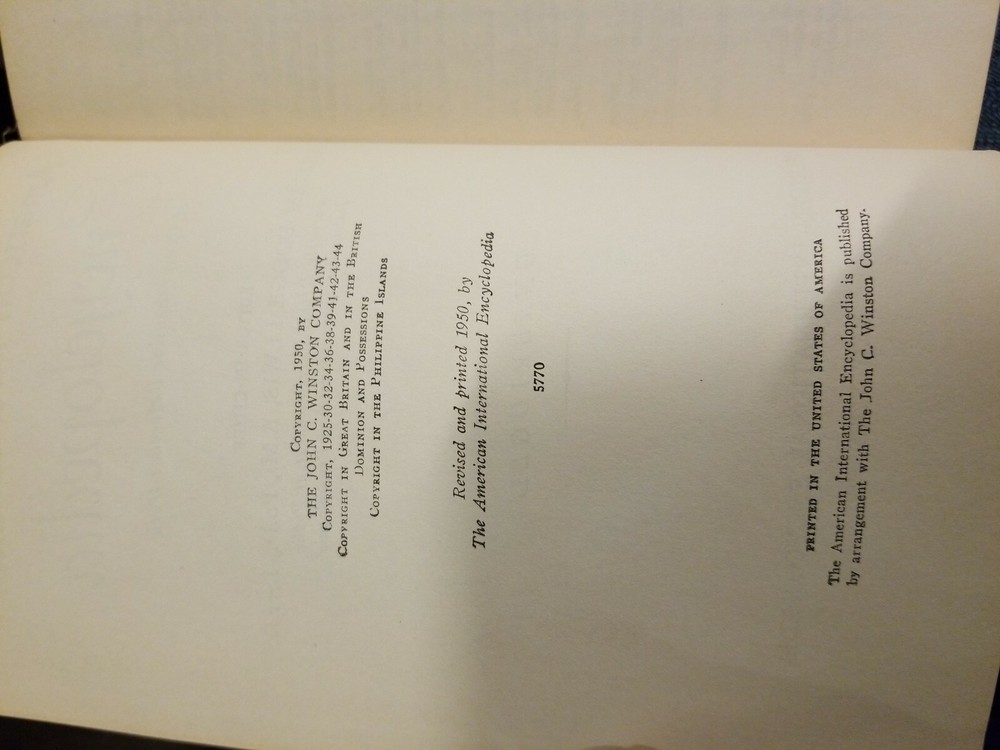 Copyright, 1950, by
THE JOHN C. WINSTON COMPANY
Copyright, 1925-30-32-34-36-38-39-41-42-43-44
Copyright in Great Britain and in the British
Dominion and Possessions
Copyright in the Philippine Islands
Revised and printed 1950, by
The American International Encyclopedia
5770
PRINTED IN THE UNITED STATES OF AMERICA
The American International Encyclopedia is published
by arrangement with The John C. Winston Company.